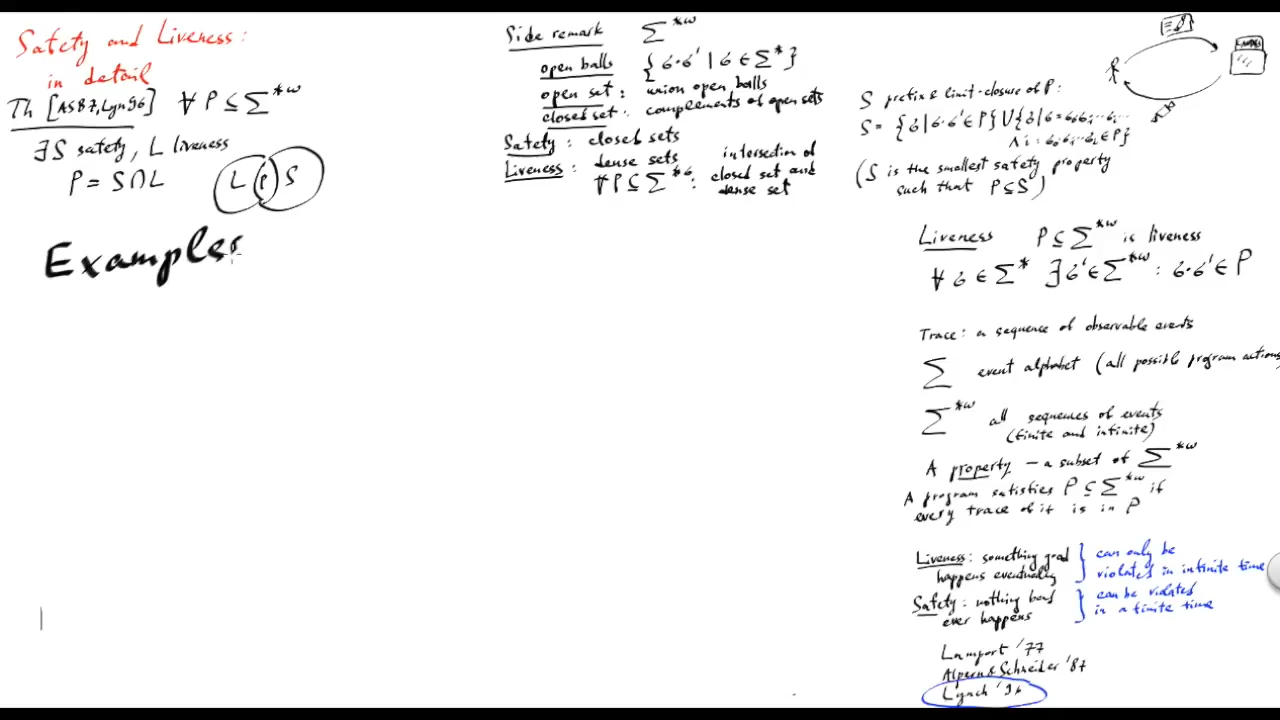 Safety and Liveness:
in detail
Th [AS87, Lyn96] ∀ P ⊆ Σ*ω
∃S safety, L liveness
P = S∩L
L P S
Examples
Side remark Σ*ω
open balls {σ·σ' | σ ∈ Σ*}
open set: union open balls
closed set: complements of open sets
Safety: closed sets
Liveness: dense sets
∀P⊆Σ*ω: intersection of
closed set and
dense set
S prefix & limit-closure of P:
S = {σ | σ·σ' ∈ P} ∪ {σ | σ = σ₀σ₁...σᵢ...
∧ i: σ₀·σ₁...σᵢ ∈ P}
(S is the smallest safety property
such that P⊆S)
Liveness P ⊆ Σ*ω is liveness
∀ σ ∈ Σ* ∃σ' ∈ Σ*ω: σ·σ' ∈ P
Trace: a sequence of observable events
Σ event alphabet (all possible program actions
Σ*ω all sequences of events
(finite and infinite)
A property – a subset of Σ*ω
A program satisfies P ⊆ Σ*ω if
every trace of it is in P
Liveness: something good
happens eventually
can only be
violated in infinite time
Safety: nothing bad
ever happens
can be violated
in a finite time
Lamport '77
Alpern & Schneider '87
Lynch '96